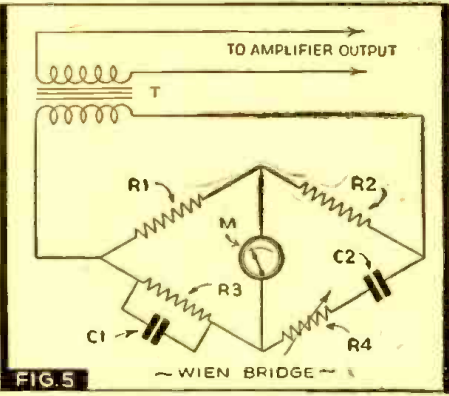 TO AMPLIFIER OUTPUT
T
R1
R2
M
C2
R3
C1
R4
~WIEN BRIDGE~
FIG.5